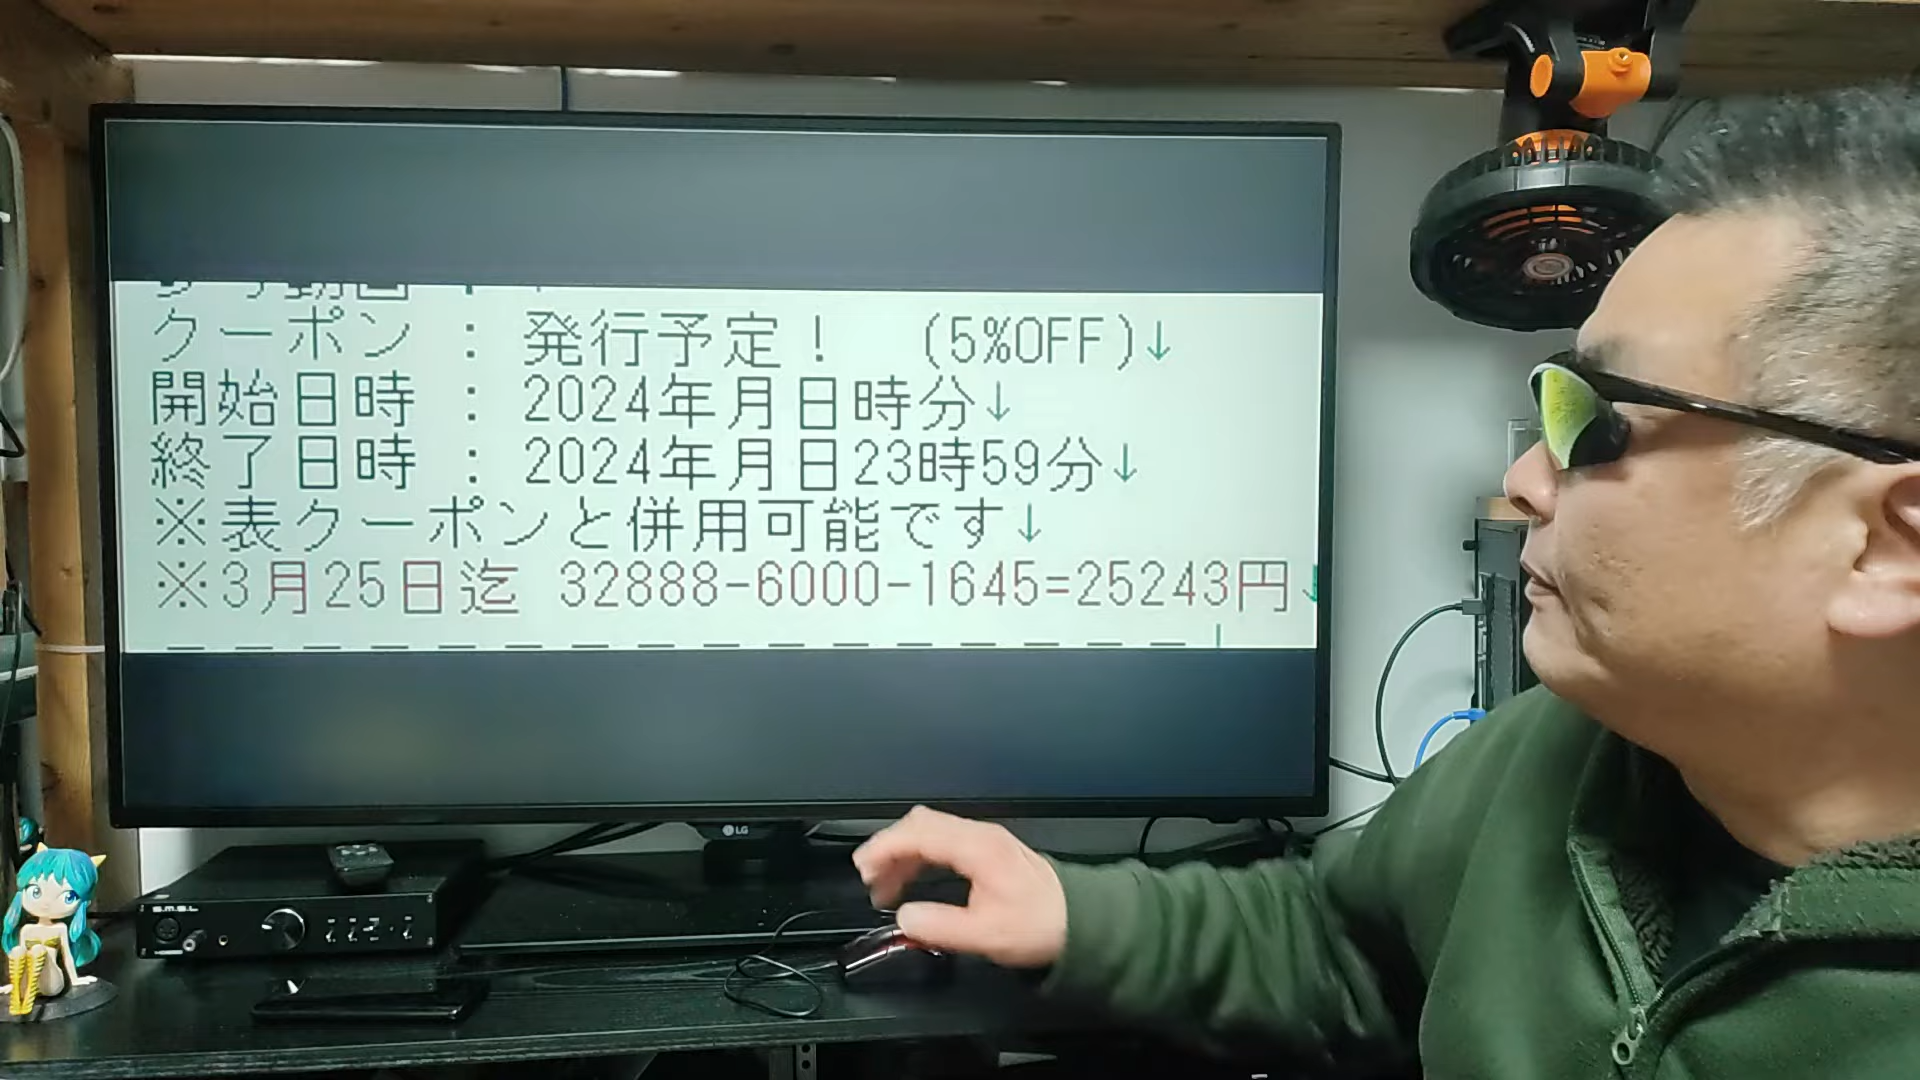 クーポン : 発行予定! (5%OFF)↓
開始日時 : 2024年月日時分↓
終了日時 : 2024年月日23時59分↓
※表クーポンと併用可能です↓
※3月25日迄 32888-6000-1645=25243円↓
LG
S.M.S.L